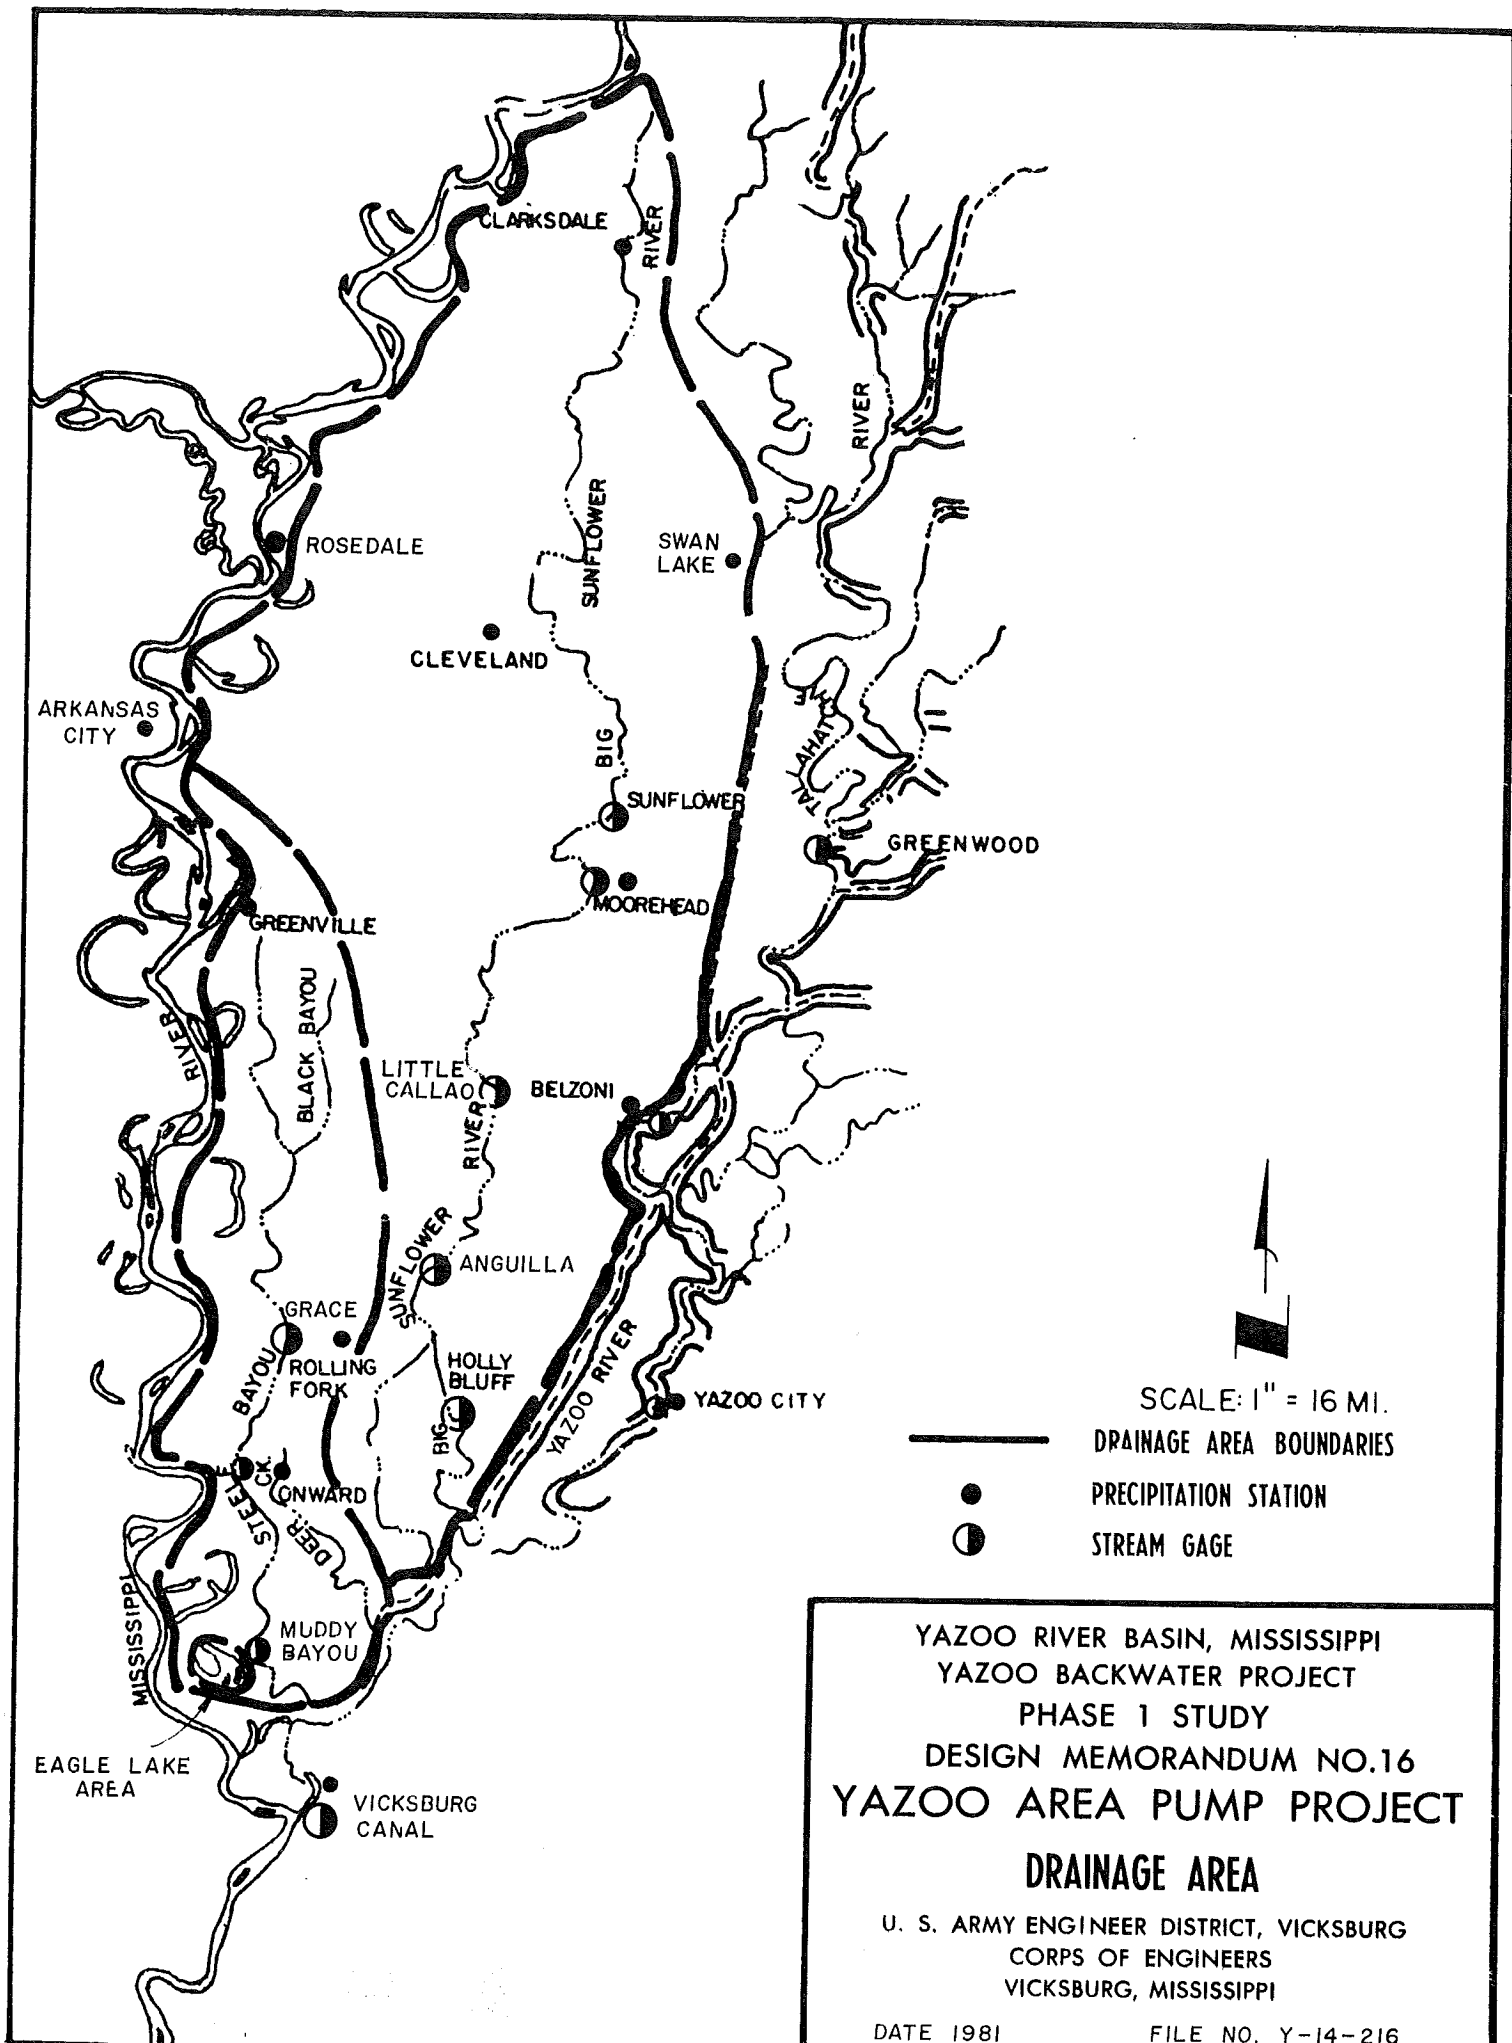 CLARKSDALE
RIVER
RIVER
ROSEDALE
SUNFLOWER
SWAN
LAKE
CLEVELAND
ARKANSAS
CITY
BIG
TALLAHATCHIE
SUNFLOWER
GREENWOOD
MOOREHEAD
GREENVILLE
BLACK BAYOU
RIVER
LITTLE
CALLAO
BELZONI
RIVER
SUNFLOWER
ANGUILLA
GRACE
ROLLING
FORK
BAYOU
HOLLY
BLUFF
BIG
YAZOO RIVER
YAZOO CITY
STEELE
CK.
ONWARD
DEER
MISSISSIPPI
MUDDY
BAYOU
EAGLE LAKE
AREA
VICKSBURG
CANAL
SCALE: 1" = 16 MI.
DRAINAGE AREA BOUNDARIES
PRECIPITATION STATION
STREAM GAGE
YAZOO RIVER BASIN, MISSISSIPPI
YAZOO BACKWATER PROJECT
PHASE 1 STUDY
DESIGN MEMORANDUM NO.16
YAZOO AREA PUMP PROJECT
DRAINAGE AREA
U. S. ARMY ENGINEER DISTRICT, VICKSBURG
CORPS OF ENGINEERS
VICKSBURG, MISSISSIPPI
DATE 1981 FILE NO. Y-14-216